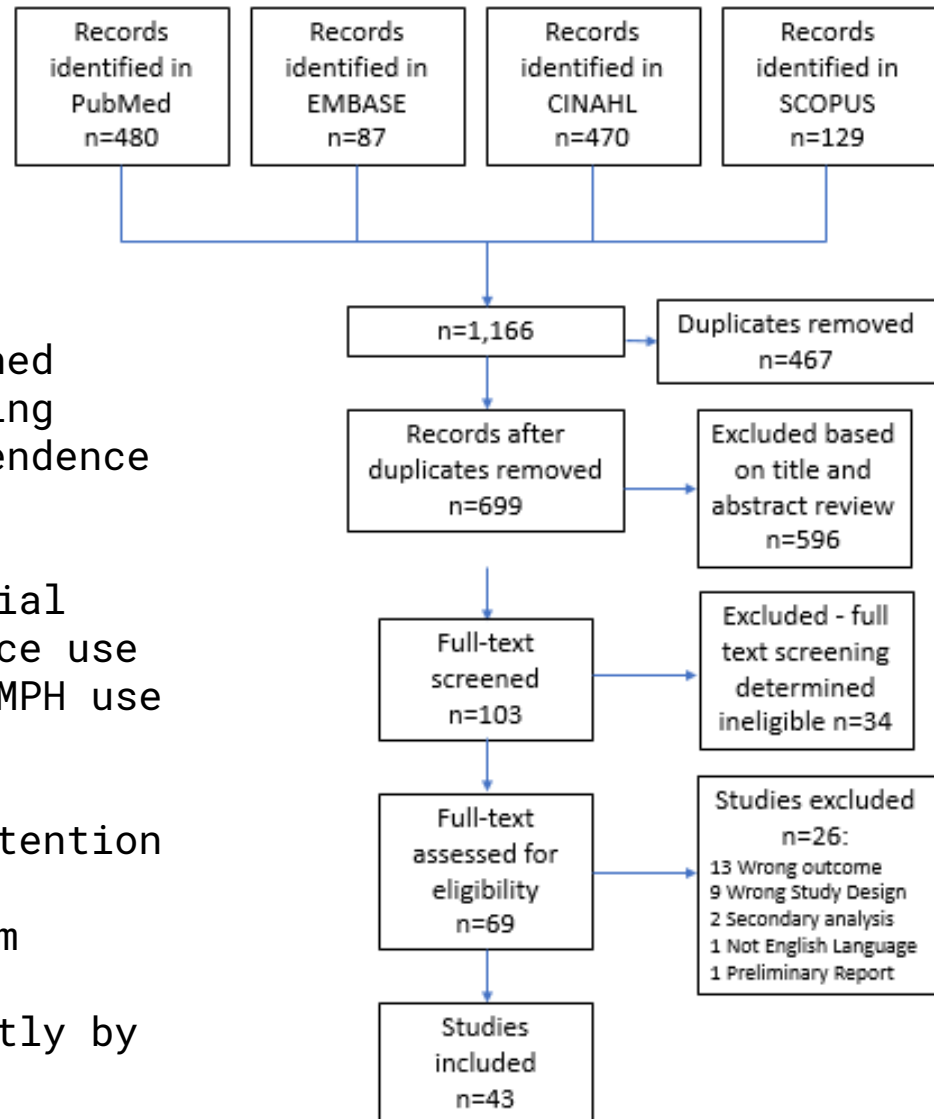 Records
identified in
PubMed
n=480
Records
identified in
EMBASE
n=87
Records
identified in
CINAHL
n=470
Records
identified in
SCOPUS
n=129
n=1,166
Duplicates removed
n=467
Records after
duplicates removed
n=699
Excluded based
on title and
abstract review
n=596
Full-text
screened
n=103
Excluded - full
text screening
determined
ineligible n=34
Full-text
assessed for
eligibility
n=69
Studies excluded
n=26:
13 Wrong outcome
9 Wrong Study Design
2 Secondary analysis
1 Not English Language
1 Preliminary Report
Studies
included
n=43
ned
ing
endence
ial
ce use
MPH use
tention
m
tly by